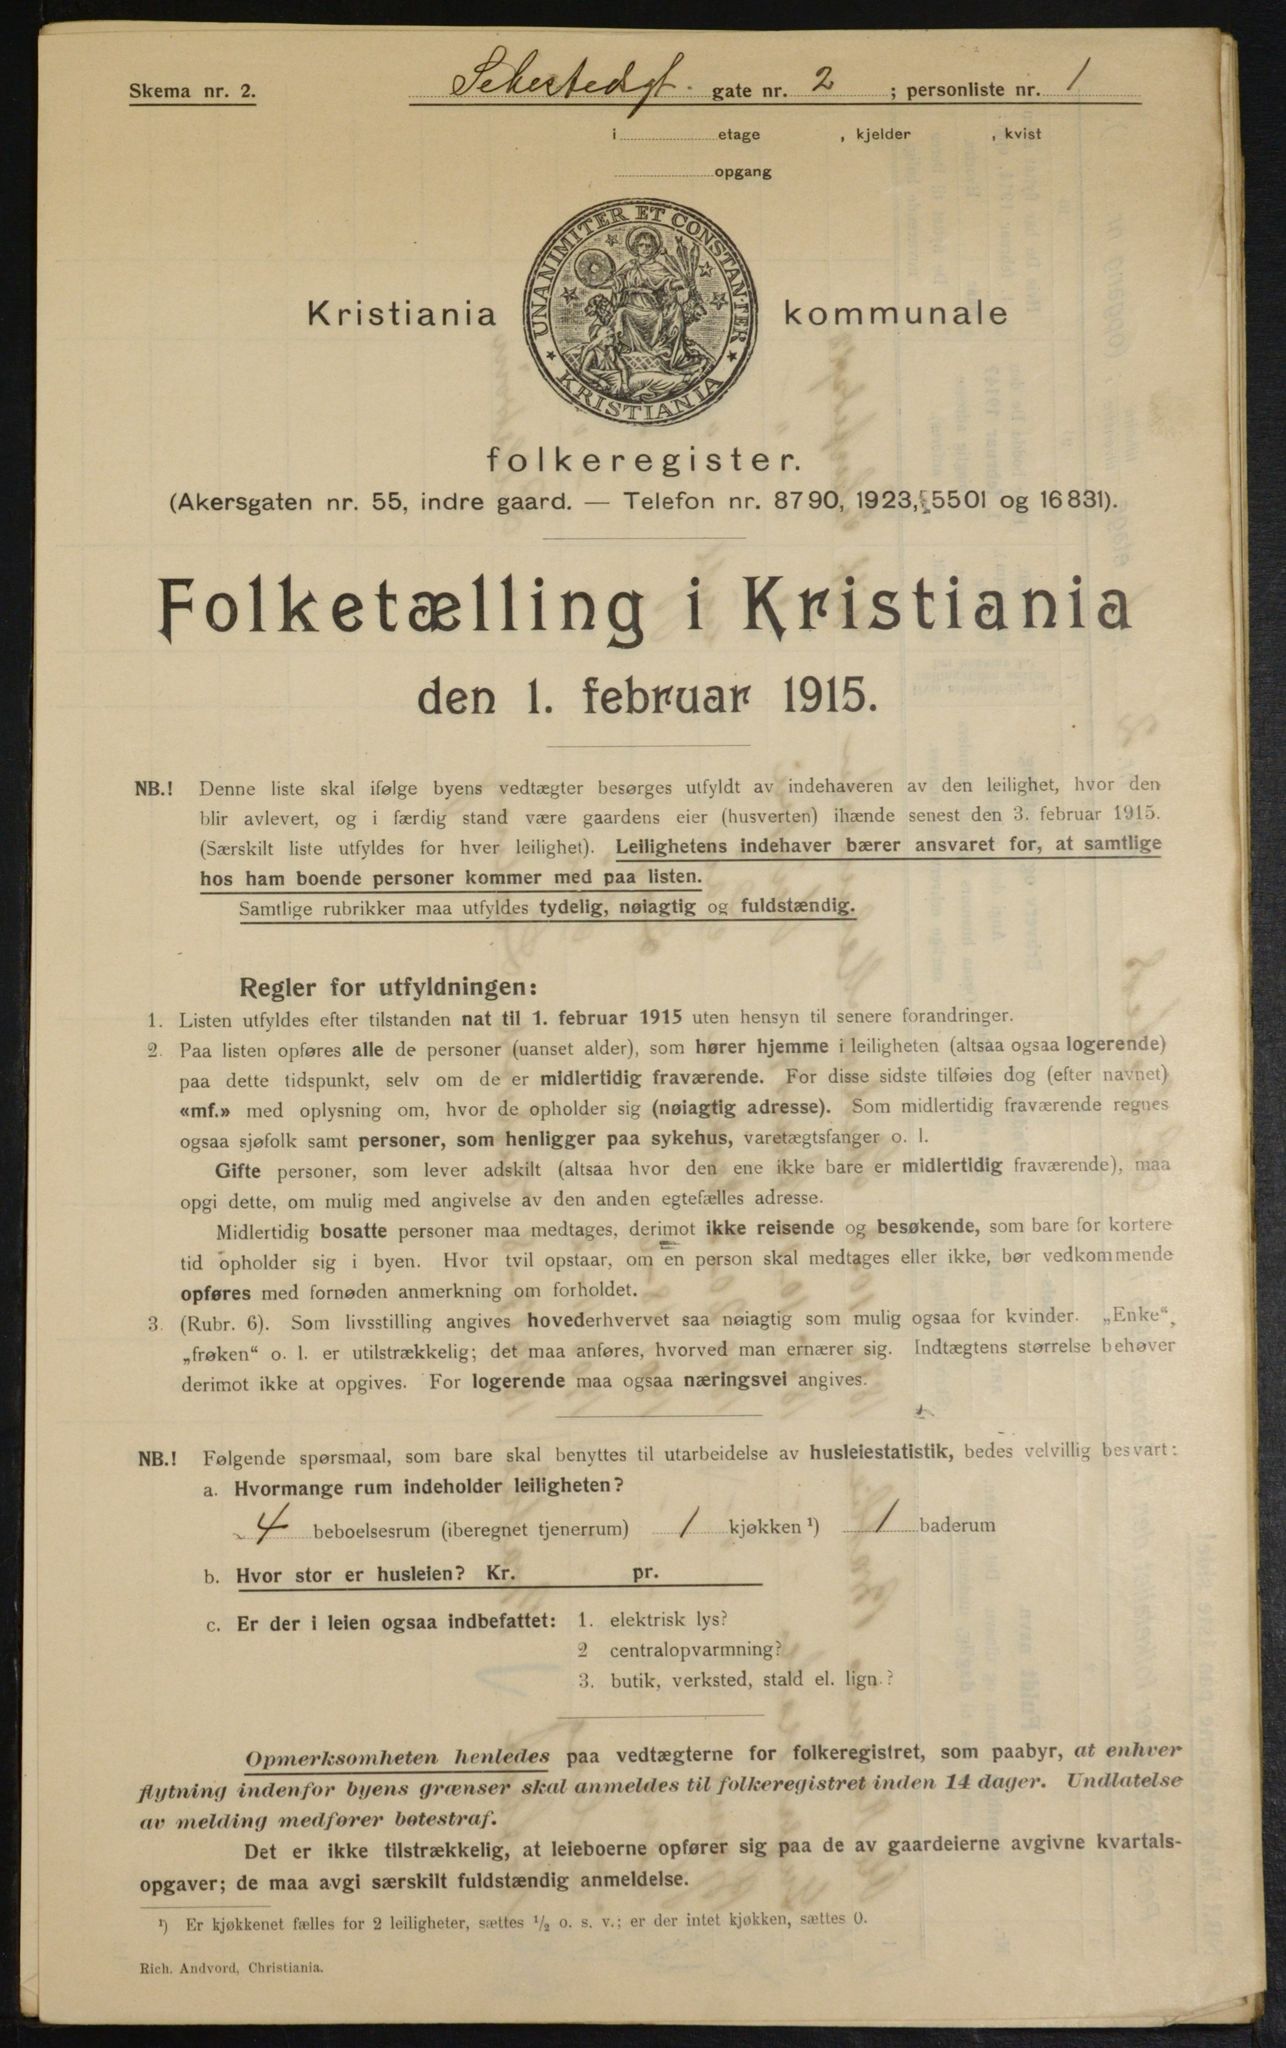 Skema nr. 2.
Sehestedsgt. gate nr. 2 ; personliste nr. 1
i etage , kjelder , kvist
opgang
UNANIMITER ET CONSTANTER
KRISTIANIA
Kristiania kommunale
folkeregister.
(Akersgaten nr. 55, indre gaard. — Telefon nr. 8790, 1923, 5501 og 16831).
Folketælling i Kristiania
den 1. februar 1915.
NB.! Denne liste skal ifølge byens vedtægter besørges utfyldt av indehaveren av den leilighet, hvor den
blir avlevert, og i færdig stand være gaardens eier (husverten) ihænde senest den 3. februar 1915.
(Særskilt liste utfyldes for hver leilighet). Leilighetens indehaver bærer ansvaret for, at samtlige
hos ham boende personer kommer med paa listen.
Samtlige rubrikker maa utfyldes tydelig, nøiagtig og fuldstændig.
Regler for utfyldningen:
1. Listen utfyldes efter tilstanden nat til 1. februar 1915 uten hensyn til senere forandringer.
2. Paa listen opføres alle de personer (uanset alder), som hører hjemme i leiligheten (altsaa ogsaa logerende)
paa dette tidspunkt, selv om de er midlertidig fraværende. For disse sidste tilføies dog (efter navnet)
«mf.» med oplysning om, hvor de opholder sig (nøiagtig adresse). Som midlertidig fraværende regnes
ogsaa sjøfolk samt personer, som henligger paa sykehus, varetægtsfanger o. l.
Gifte personer, som lever adskilt (altsaa hvor den ene ikke bare er midlertidig fraværende), maa
opgi dette, om mulig med angivelse av den anden egtefælles adresse.
Midlertidig bosatte personer maa medtages, derimot ikke reisende og besøkende, som bare for kortere
tid opholder sig i byen. Hvor tvil opstaar, om en person skal medtages eller ikke, bør vedkommende
opføres med fornøden anmerkning om forholdet.
3. (Rubr. 6). Som livsstilling angives hovederhvervet saa nøiagtig som mulig ogsaa for kvinder. „Enke“,
„frøken“ o. l. er utilstrækkelig; det maa anføres, hvorved man ernærer sig. Indtægtens størrelse behøver
derimot ikke at opgives. For logerende maa ogsaa næringsvei angives.
NB.! Følgende spørsmaal, som bare skal benyttes til utarbeidelse av husleiestatistik, bedes velvillig besvart:
a. Hvormange rum indeholder leiligheten?
4 beboelsesrum (iberegnet tjenerrum) 1 kjøkken ¹) 1 baderum
b. Hvor stor er husleien? Kr. pr.
c. Er der i leien ogsaa indbefattet: 1. elektrisk lys?
2 centralopvarmning?
3. butik, verksted, stald el. lign.?
Opmerksomheten henledes paa vedtægterne for folkeregistret, som paabyr, at enhver
flytning indenfor byens grænser skal anmeldes til folkeregistret inden 14 dager. Undlatelse
av melding medfører bøtestraf.
Det er ikke tilstrækkelig, at leieboerne opfører sig paa de av gaardeierne avgivne kvartals-
opgaver; de maa avgi særskilt fuldstændig anmeldelse.
¹) Er kjøkkenet fælles for 2 leiligheter, sættes ½ o. s. v.; er der intet kjøkken, sættes 0.
Rich. Andvord, Christiania.